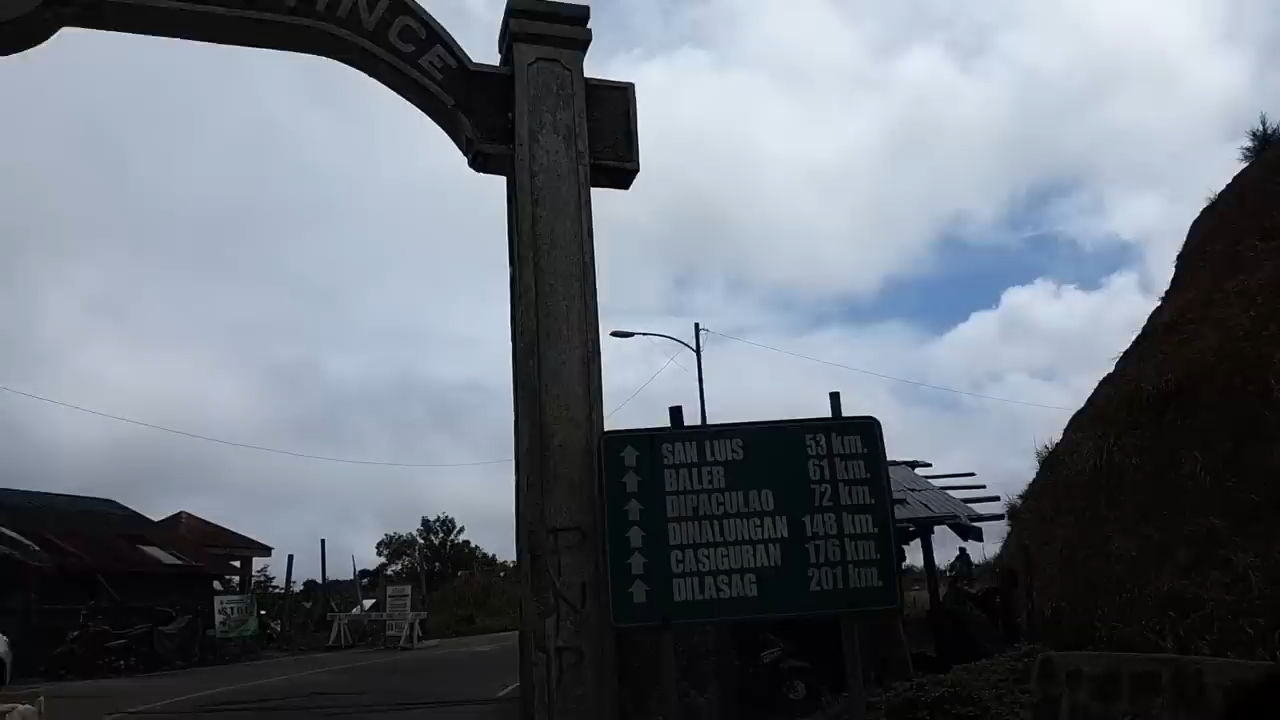 INCE
SAN LUIS 53 km.
BALER 61 km.
DIPACULAO 72 km.
DINALUNGAN 148 km.
CASIGURAN 176 km.
DILASAG 201 km.
PNP